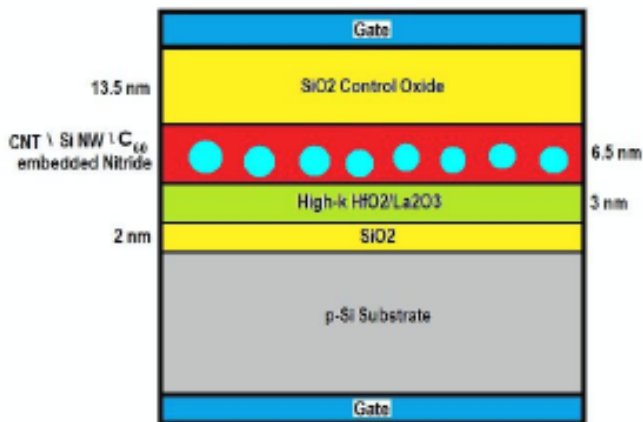 Gate
13.5 nm
SiO2 Control Oxide
CNT \ Si NW \ C60
embedded Nitride
6.5 nm
High-k HfO2/La2O3
3 nm
2 nm
SiO2
p-Si Substrate
Gate